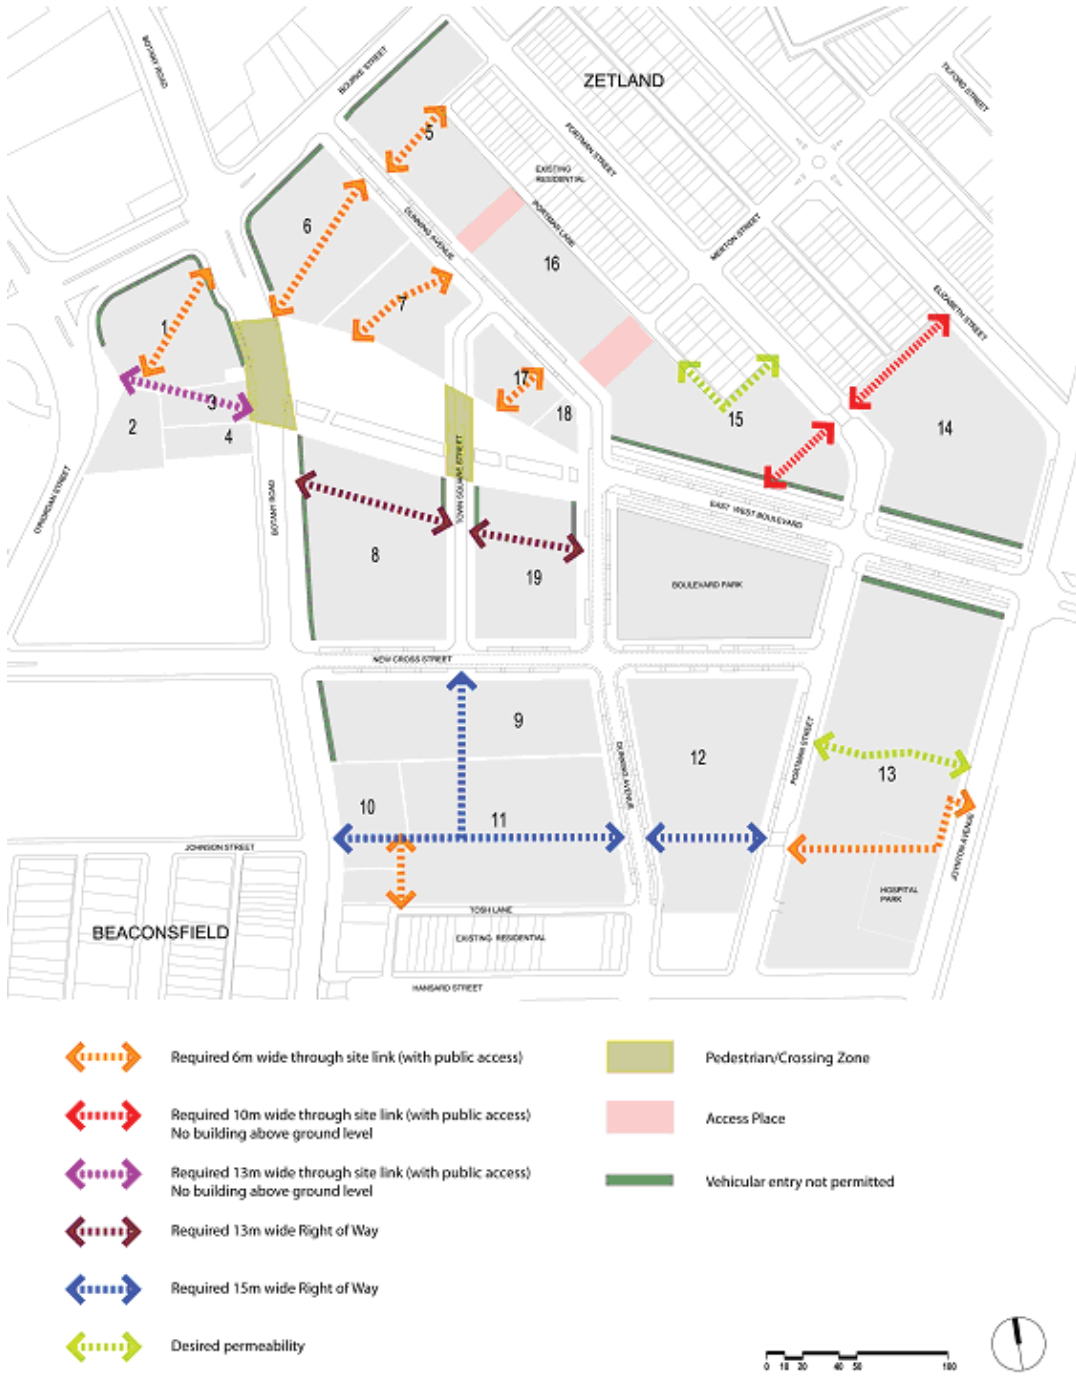 BOTANY ROAD
BOURKE STREET
ZETLAND
TILFORD STREET
PORTMAN STREET
5
EXISTING
RESIDENTIAL
PORTMAN LANE
6
DUNNING AVENUE
MERTON STREET
16
ELIZABETH STREET
7
1
17
3
2
4
18
15
14
O'RIORDAN STREET
BOTANY ROAD
TOWN SQUARE STREET
EAST WEST BOULEVARD
8
19
BOULEVARD PARK
NEW CROSS STREET
9
12
DUNNING AVENUE
PORTMAN STREET
13
10
11
JOHNSON STREET
JOYNTON AVENUE
HOSPITAL
PARK
TOSH LANE
BEACONSFIELD
EXISTING RESIDENTIAL
HANSARD STREET
Required 6m wide through site link (with public access)
Required 10m wide through site link (with public access)
No building above ground level
Required 13m wide through site link (with public access)
No building above ground level
Required 13m wide Right of Way
Required 15m wide Right of Way
Desired permeability
Pedestrian/Crossing Zone
Access Place
Vehicular entry not permitted
0 10 20 40 50 100